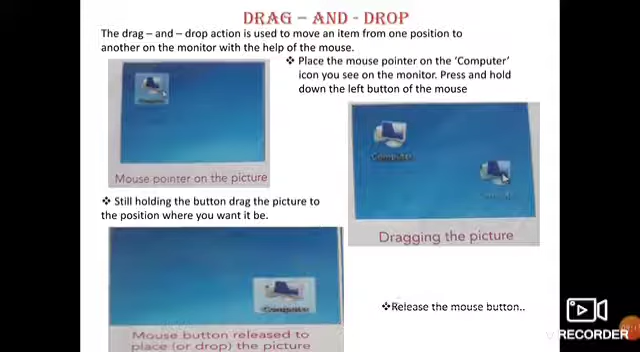 DRAG – AND - DROP
The drag – and – drop action is used to move an item from one position to
another on the monitor with the help of the mouse.
❖ Place the mouse pointer on the ‘Computer’
icon you see on the monitor. Press and hold
down the left button of the mouse
Mouse pointer on the picture
Computer
Dragging the picture
❖ Still holding the button drag the picture to
the position where you want it be.
Computer
Mouse button released to
place (or drop) the picture
❖Release the mouse button..
RECORDER